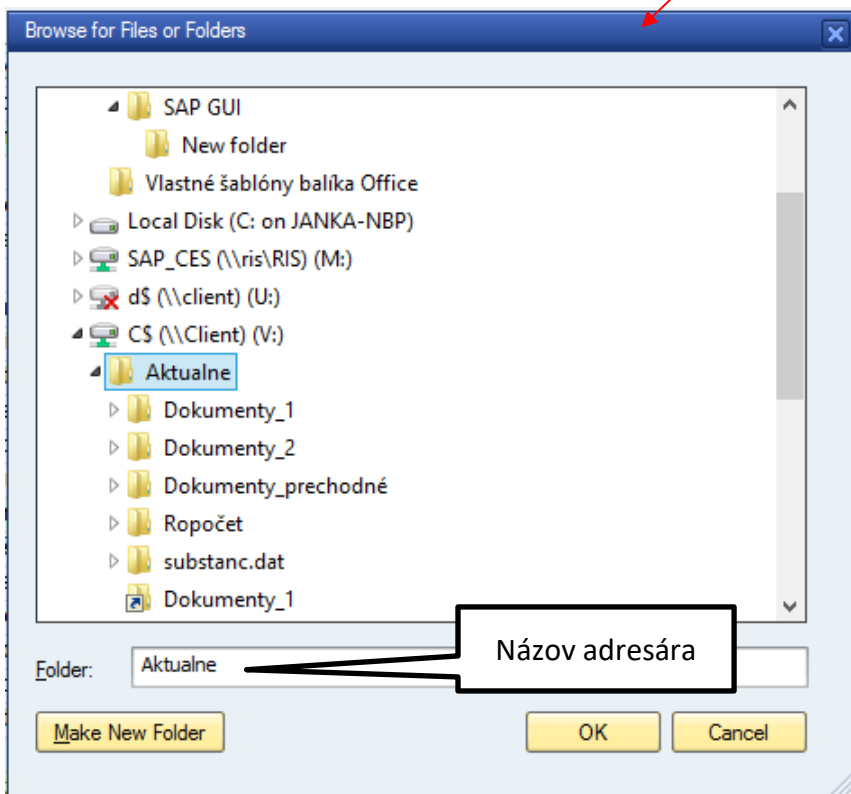 Browse for Files or Folders
SAP GUI
New folder
Vlastné šablóny balíka Office
Local Disk (C: on JANKA-NBP)
SAP_CES (\\ris\RIS) (M:)
d$ (\\client) (U:)
C$ (\\Client) (V:)
Aktualne
Dokumenty_1
Dokumenty_2
Dokumenty_prechodné
Ropočet
substanc.dat
Dokumenty_1
Názov adresára
Folder: Aktualne
Make New Folder OK Cancel